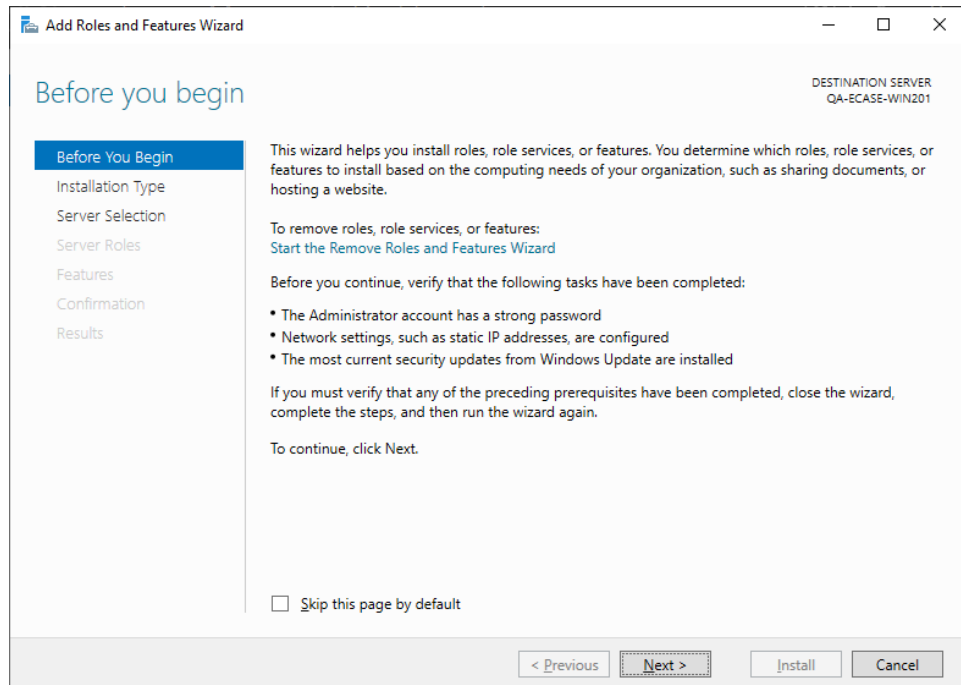 Add Roles and Features Wizard
Before you begin
DESTINATION SERVER
QA-ECASE-WIN201
Before You Begin
Installation Type
Server Selection
Server Roles
Features
Confirmation
Results
This wizard helps you install roles, role services, or features. You determine which roles, role services, or
features to install based on the computing needs of your organization, such as sharing documents, or
hosting a website.
To remove roles, role services, or features:
Start the Remove Roles and Features Wizard
Before you continue, verify that the following tasks have been completed:
• The Administrator account has a strong password
• Network settings, such as static IP addresses, are configured
• The most current security updates from Windows Update are installed
If you must verify that any of the preceding prerequisites have been completed, close the wizard,
complete the steps, and then run the wizard again.
To continue, click Next.
Skip this page by default
< Previous
Next >
Install
Cancel